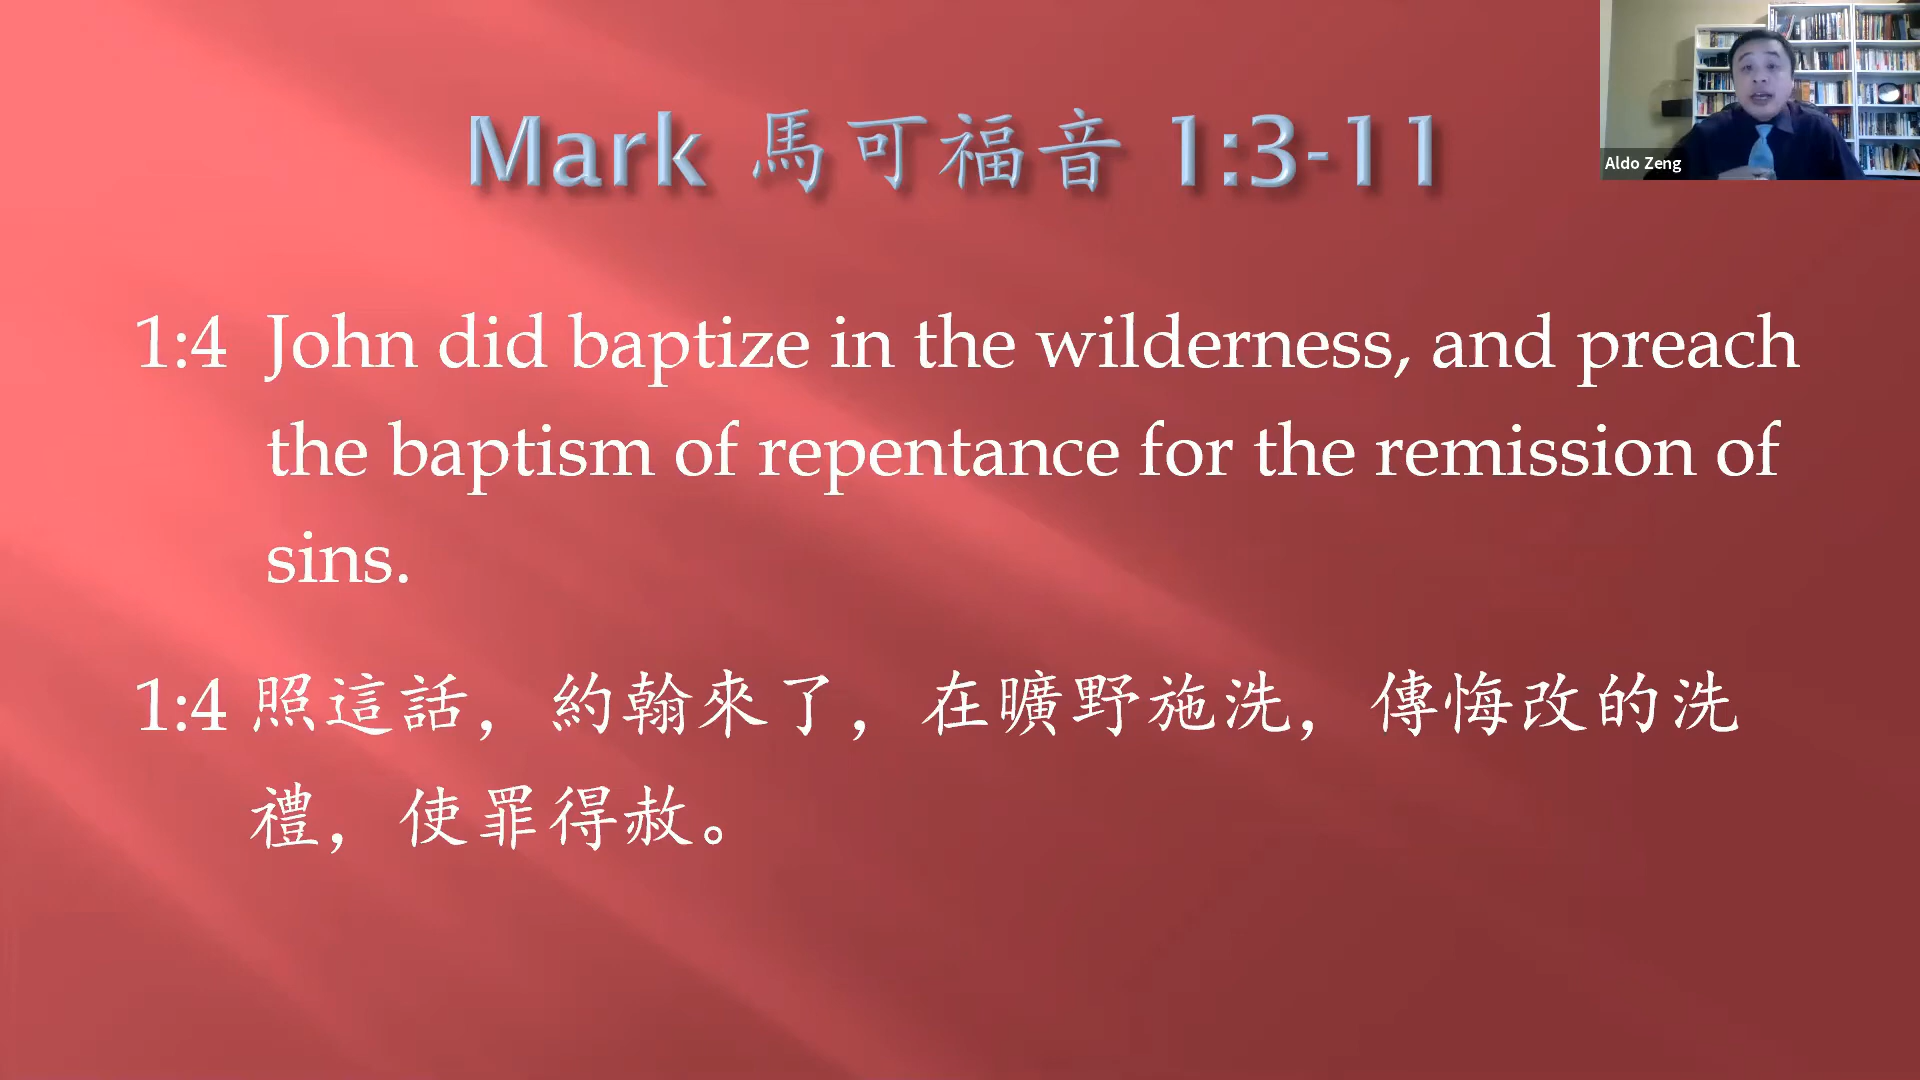 Mark 馬可福音 1:3-11
Aldo Zeng
1:4 John did baptize in the wilderness, and preach
the baptism of repentance for the remission of
sins.
1:4 照這話，約翰來了，在曠野施洗，傳悔改的洗
禮，使罪得赦。